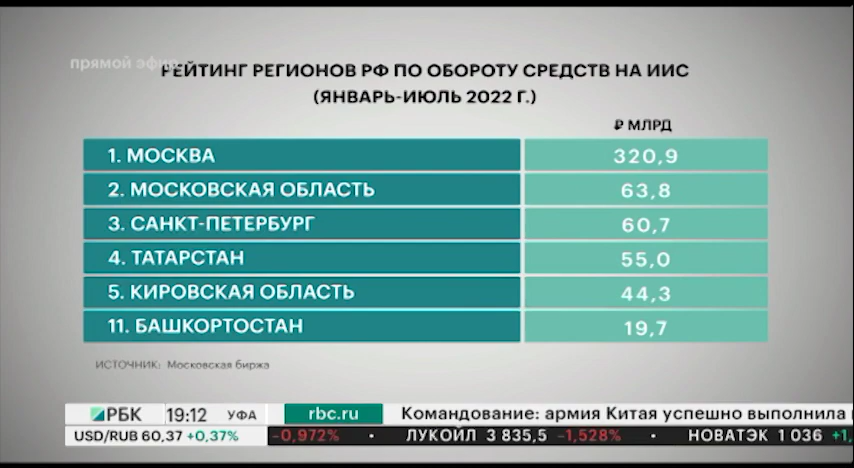 прямой эфир
РЕЙТИНГ РЕГИОНОВ РФ ПО ОБОРОТУ СРЕДСТВ НА ИИС
(ЯНВАРЬ-ИЮЛЬ 2022 Г.)
₽ МЛРД
1. МОСКВА 320,9
2. МОСКОВСКАЯ ОБЛАСТЬ 63,8
3. САНКТ-ПЕТЕРБУРГ 60,7
4. ТАТАРСТАН 55,0
5. КИРОВСКАЯ ОБЛАСТЬ 44,3
11. БАШКОРТОСТАН 19,7
ИСТОЧНИК: Московская биржа
РБК 19:12 УФА rbc.ru Командование: армия Китая успешно выполнила
USD/RUB 60,37 +0,37% -0,972% • ЛУКОЙЛ 3 835,5 -1,528% • НОВАТЭК 1 036 +1,